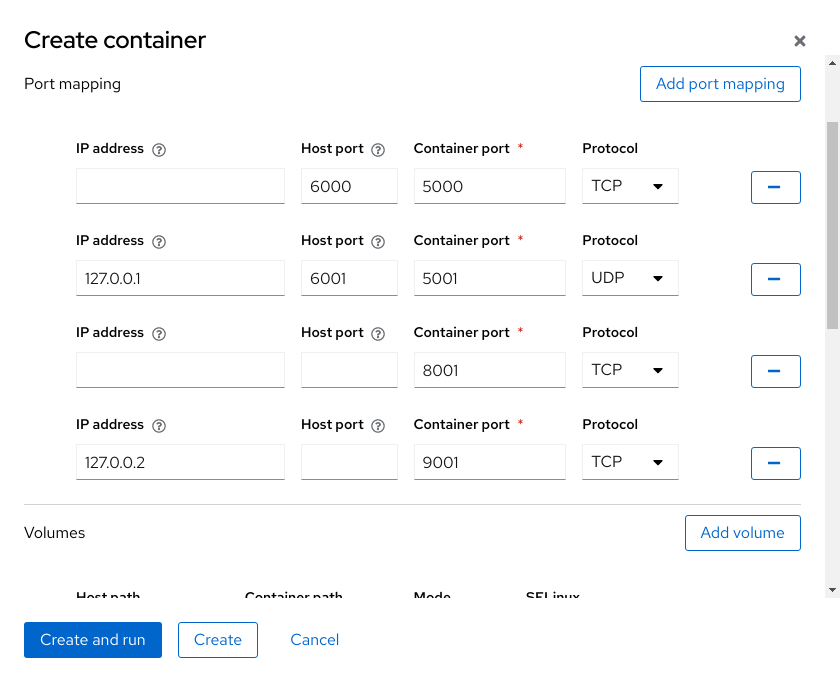 Create container
Port mapping Add port mapping
IP address Host port Container port * Protocol
6000 5000 TCP
IP address Host port Container port * Protocol
127.0.0.1 6001 5001 UDP
IP address Host port Container port * Protocol
8001 TCP
IP address Host port Container port * Protocol
127.0.0.2 9001 TCP
Volumes Add volume
Host path Container path Mode SELinux
Create and run Create Cancel